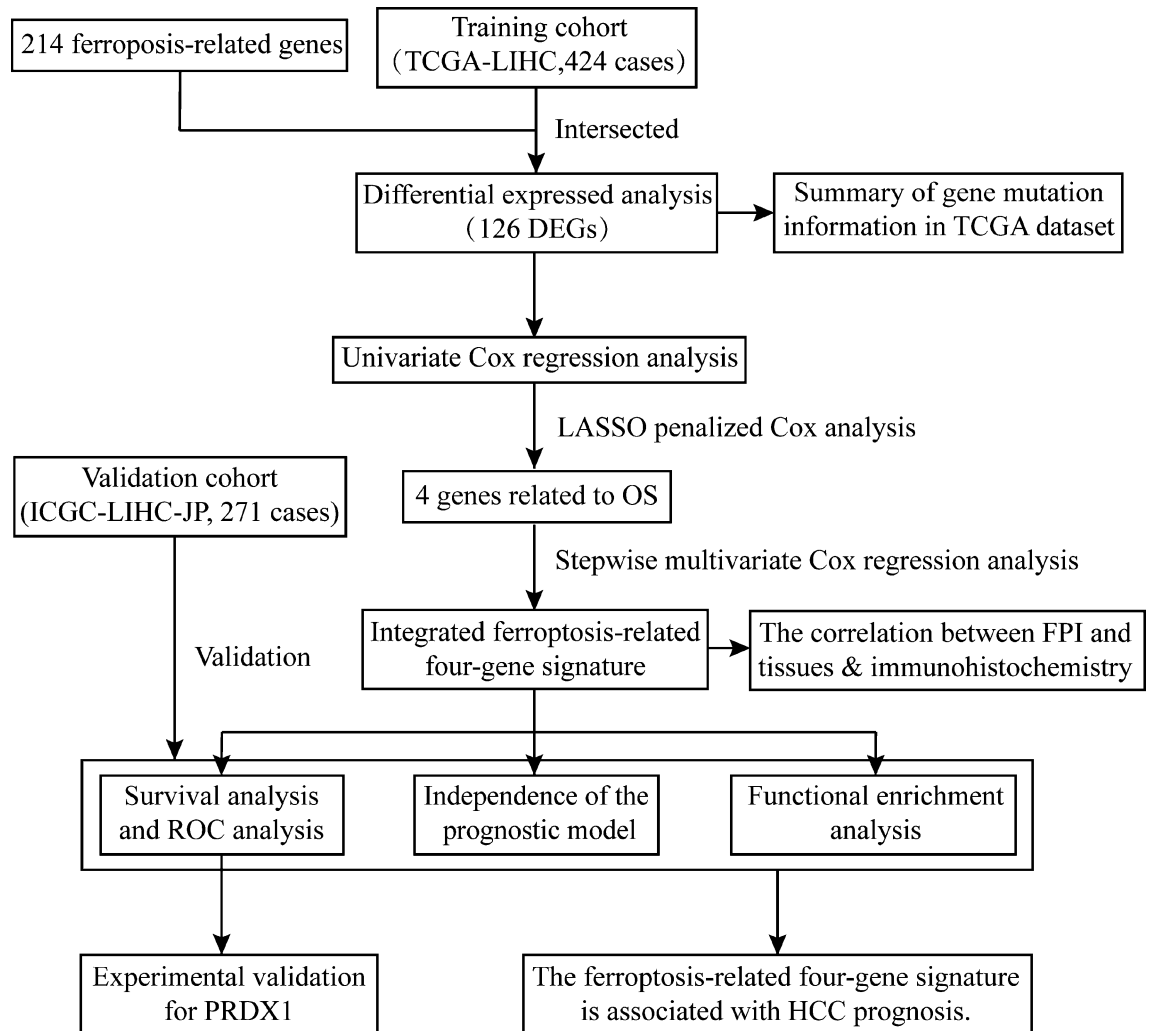 214 ferroposis-related genes
Training cohort
（TCGA-LIHC,424 cases）
Intersected
Differential expressed analysis
（126 DEGs）
Summary of gene mutation
information in TCGA dataset
Univariate Cox regression analysis
LASSO penalized Cox analysis
Validation cohort
(ICGC-LIHC-JP, 271 cases)
4 genes related to OS
Stepwise multivariate Cox regression analysis
Integrated ferroptosis-related
four-gene signature
The correlation between FPI and
tissues & immunohistochemistry
Validation
Survival analysis
and ROC analysis
Independence of the
prognostic model
Functional enrichment
analysis
Experimental validation
for PRDX1
The ferroptosis-related four-gene signature
is associated with HCC prognosis.